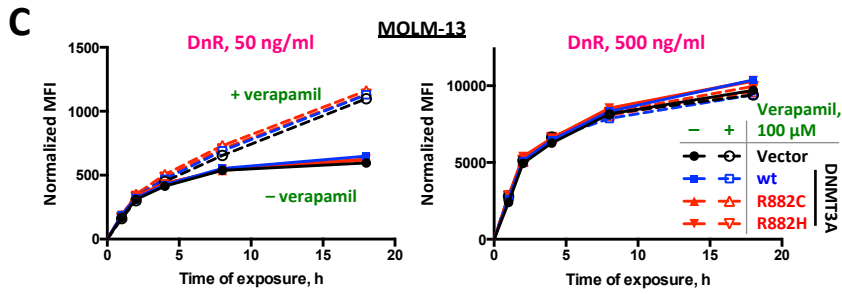 C
MOLM-13
DnR, 50 ng/ml
DnR, 500 ng/ml
Normalized MFI
1500
1000
500
0
+ verapamil
– verapamil
0 5 10 15 20
Time of exposure, h
Normalized MFI
10000
5000
0
0 5 10 15 20
Time of exposure, h
Verapamil,
– + 100 µM
Vector
wt
R882C
R882H
DNMT3A